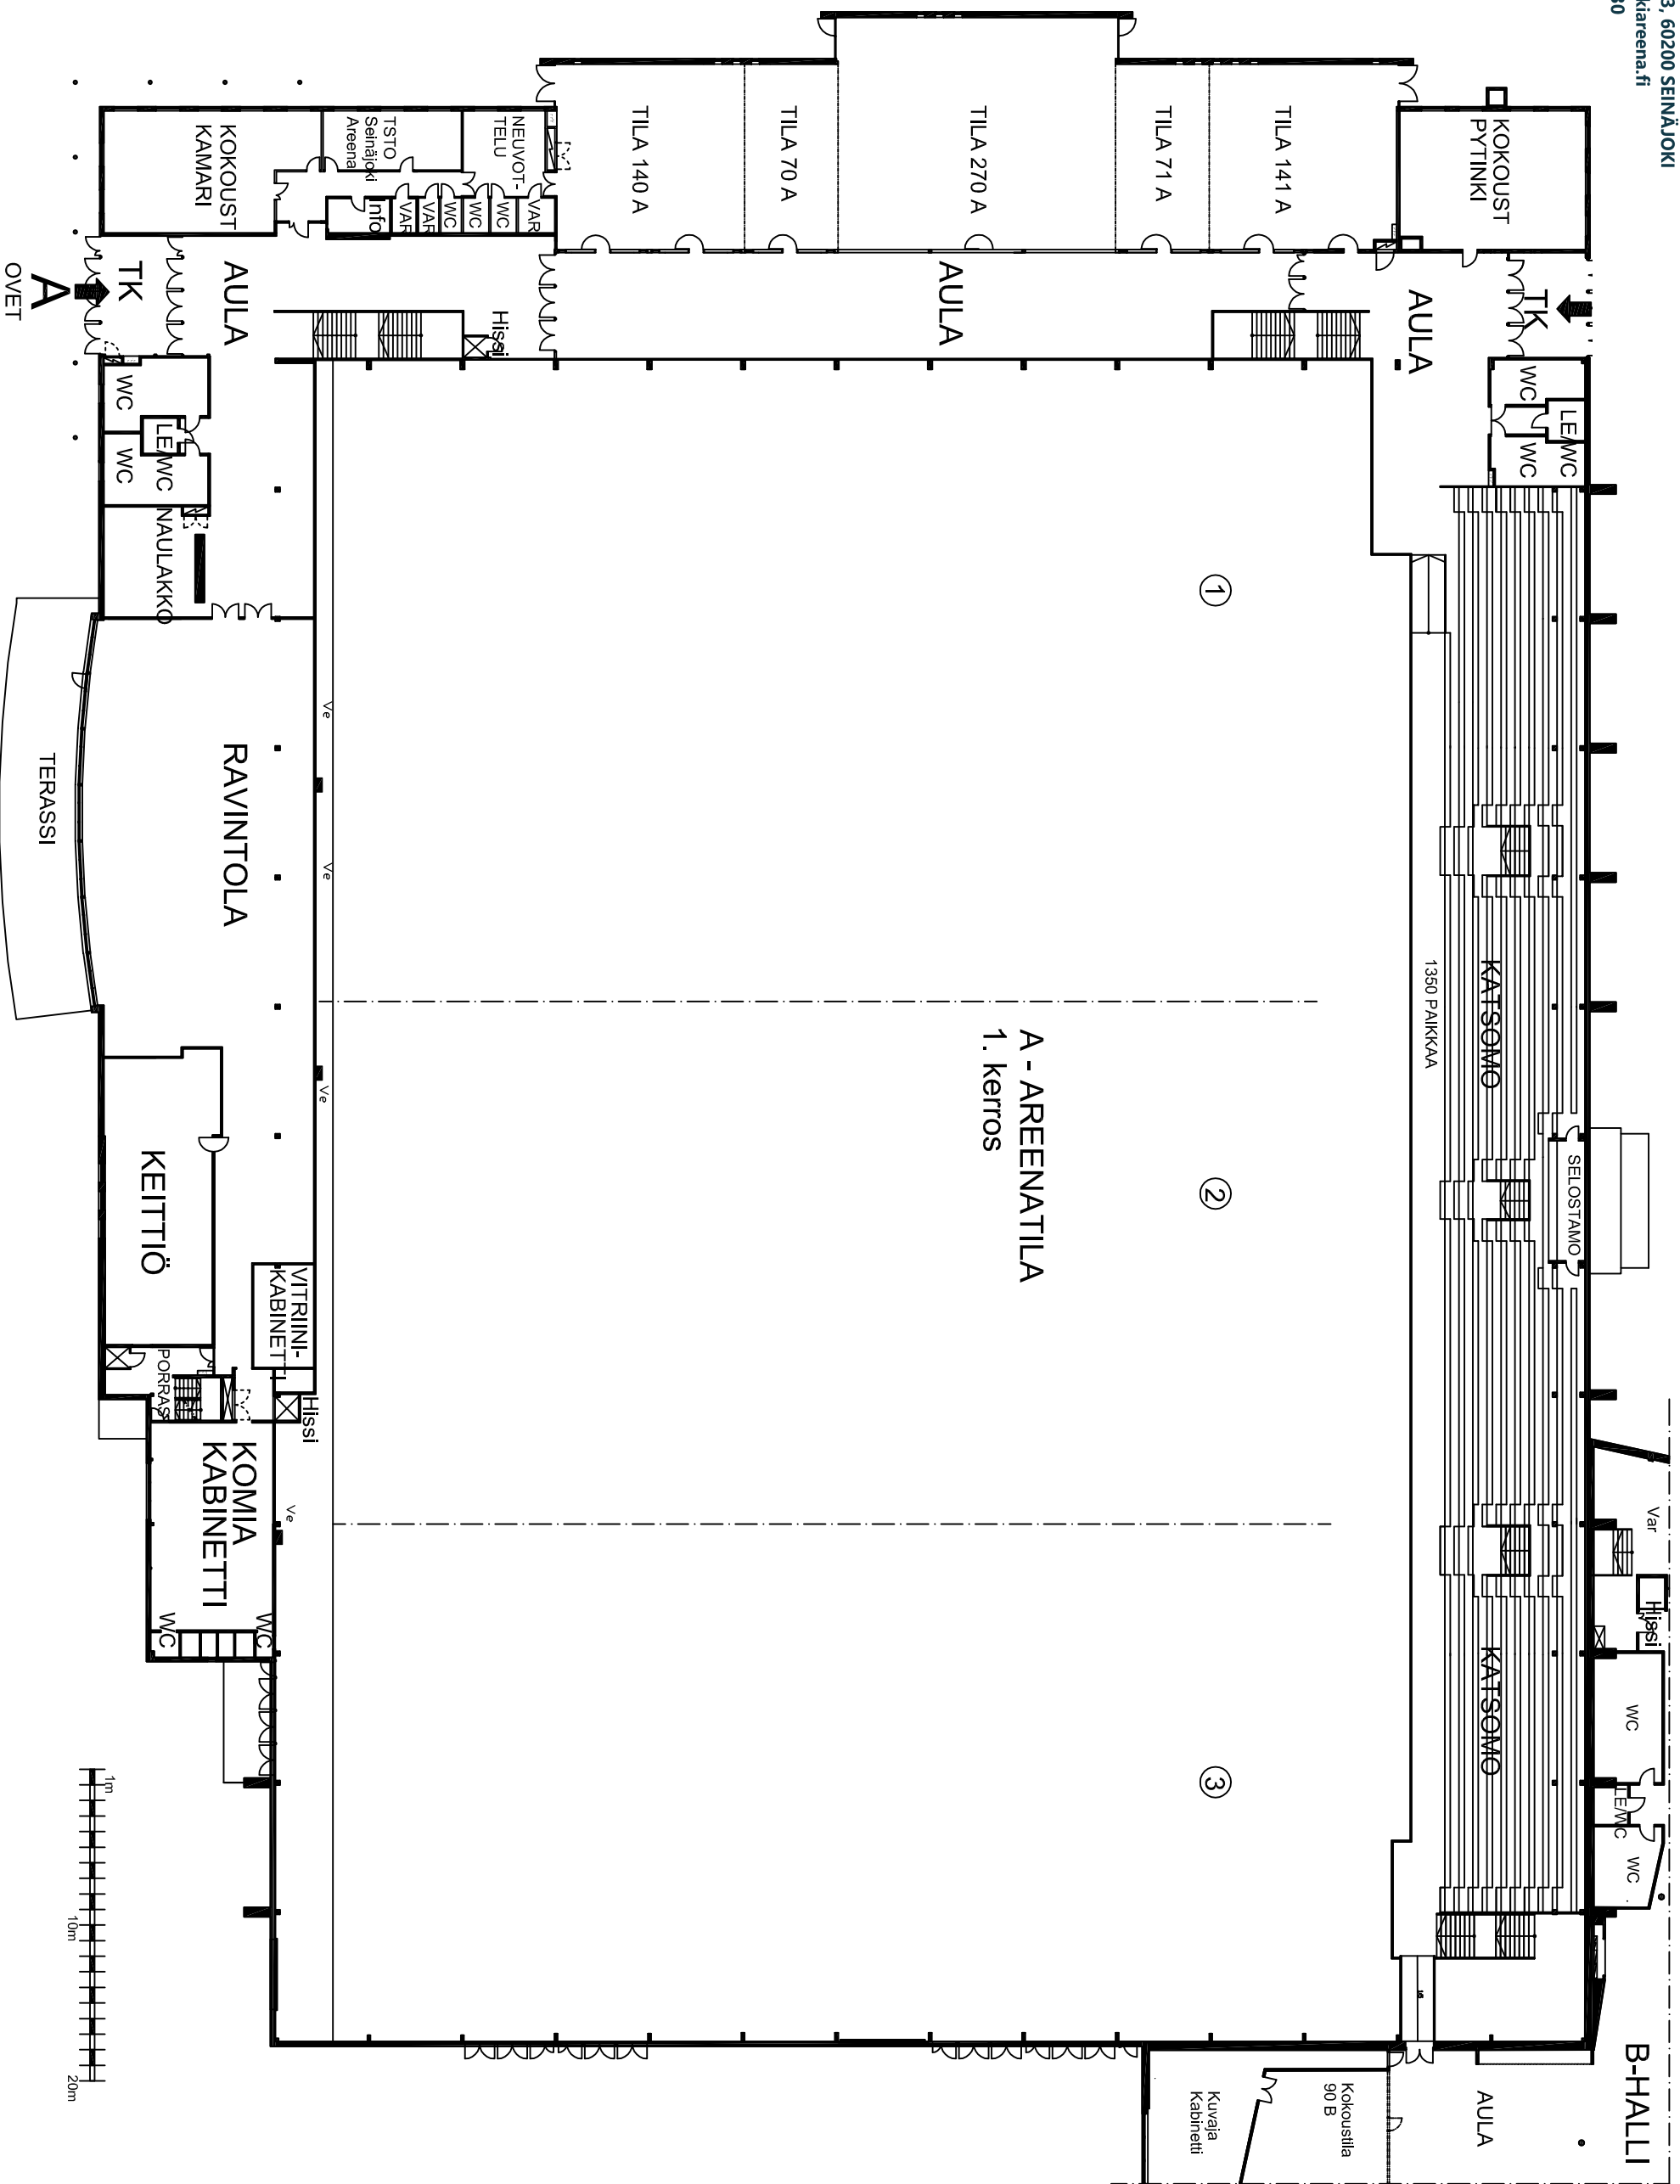 3, 60200 SEINÄJOKI
kiareena.fi
30
KOKOUST
PYTINKI
TILA 141 A
TILA 71 A
TILA 270 A
TILA 70 A
TILA 140 A
NEUVOT-
TELU
TSTO
Seinäjoki
Areena
KOKOUST
KAMARI
VAR
WC
WC
WC
VAR
VAR
Info
TK
AULA
AULA
AULA
TK
A
OVET
Hissi
WC
LE/WC
WC
WC
LE/WC
WC
NAULAKKO
1
Ve
Ve
Ve
RAVINTOLA
TERASSI
KATSOMO
1350 PAIKKAA
A - AREENATILA
1. kerros
2
SELOSTAMO
KEITTIÖ
VITRIINI-
KABINETTI
PORRAS
Hissi
KOMIA
KABINETTI
Ve
WC
WC
Var
Hissi
KATSOMO
WC
LE/WC
WC
3
1m
10m
20m
B-HALLI
AULA
Kokoustila
90 B
Kuvaja
Kabinetti